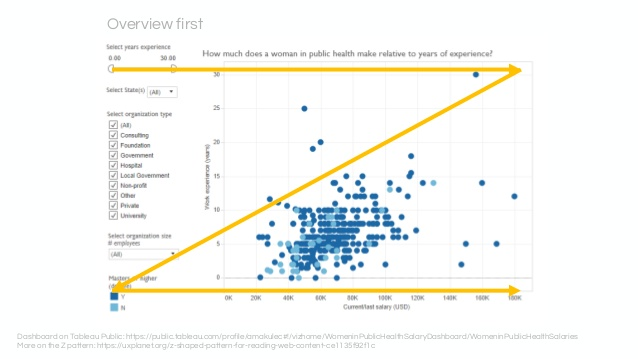 Overview first
Select years experience
0.00 30.00
How much does a woman in public health make relative to years of experience?
Select State(s) (All)
Select organization type
(All)
Consulting
Foundation
Government
Hospital
Local Government
Non-profit
Other
Private
University
Select organization size
# employees
(All)
Masters or higher
Y
N
Work experience (years)
30
25
20
15
10
5
0
0K 20K 40K 60K 80K 100K 120K 140K 160K 180K
Current/last salary (USD)
Dashboard on Tableau Public: https://public.tableau.com/profile/amakulec#!/vizhome/WomeninPublicHealthSalaryDashboard/WomeninPublicHealthSalaries
More on the Z pattern: https://uxplanet.org/z-shaped-pattern-for-reading-web-content-ce1135f92f1c